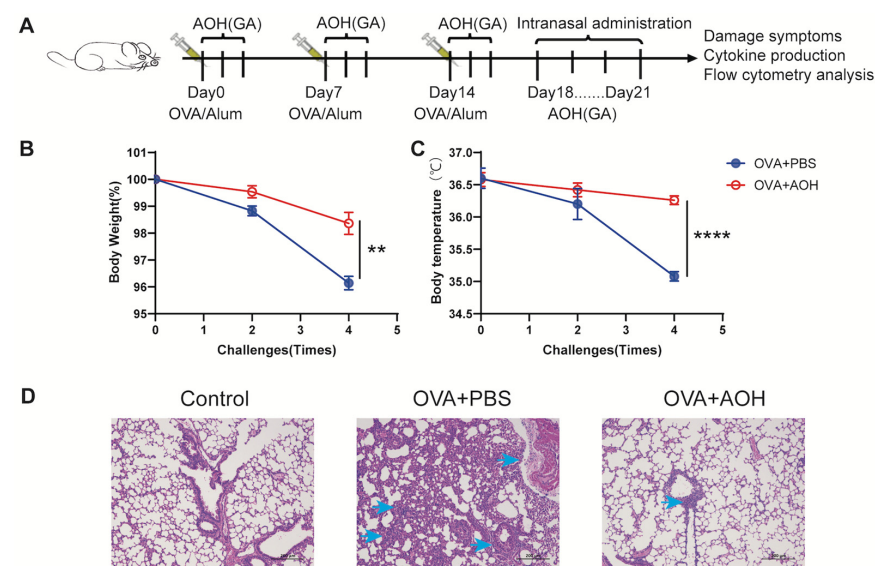 A
AOH(GA)
AOH(GA)
AOH(GA)
Intranasal administration
Damage symptoms
Cytokine production
Flow cytometry analysis
Day0
Day7
Day14
Day18.......Day21
OVA/Alum
OVA/Alum
OVA/Alum
AOH(GA)
B
101
100
99
98
97
96
95
0
1
2
3
4
5
Body Weight(%)
Challenges(Times)
**
C
37.0
36.5
36.0
35.5
35.0
34.5
0
1
2
3
4
5
Body temperature (℃)
Challenges(Times)
****
OVA+PBS
OVA+AOH
D
Control
OVA+PBS
OVA+AOH